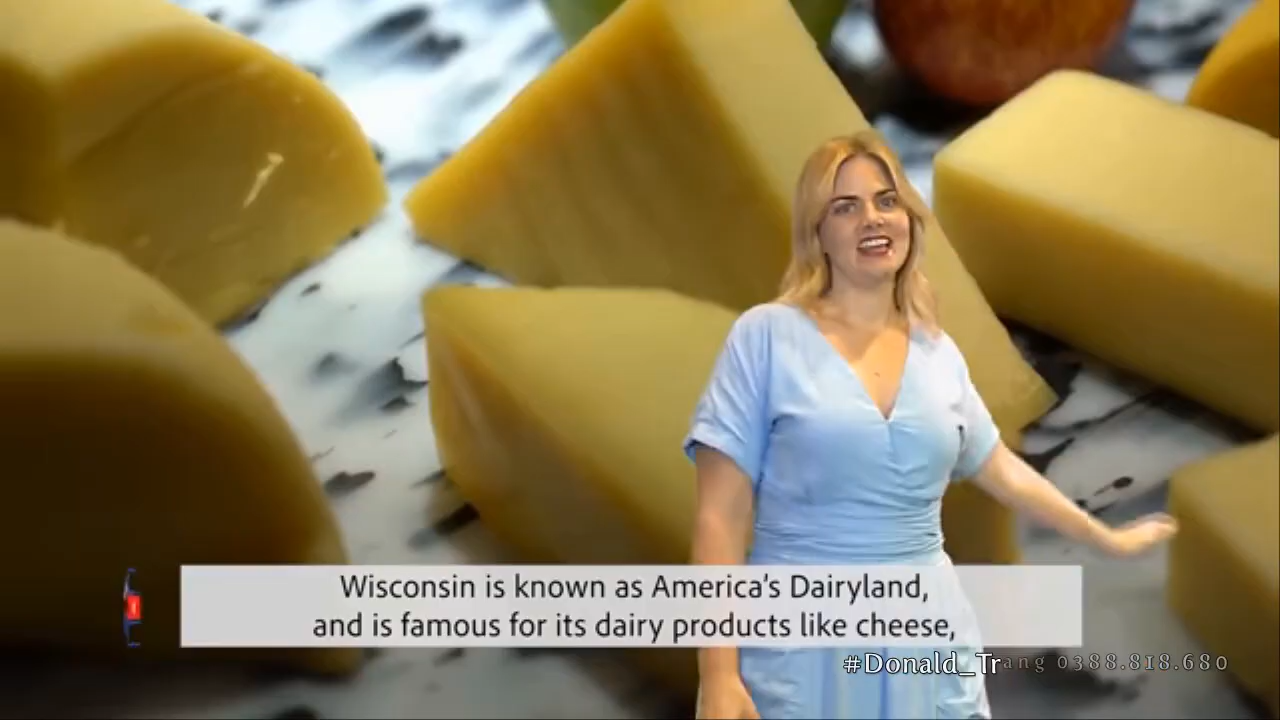 Wisconsin is known as America's Dairyland,
and is famous for its dairy products like cheese,
#Donald_Trang 0388.818.680